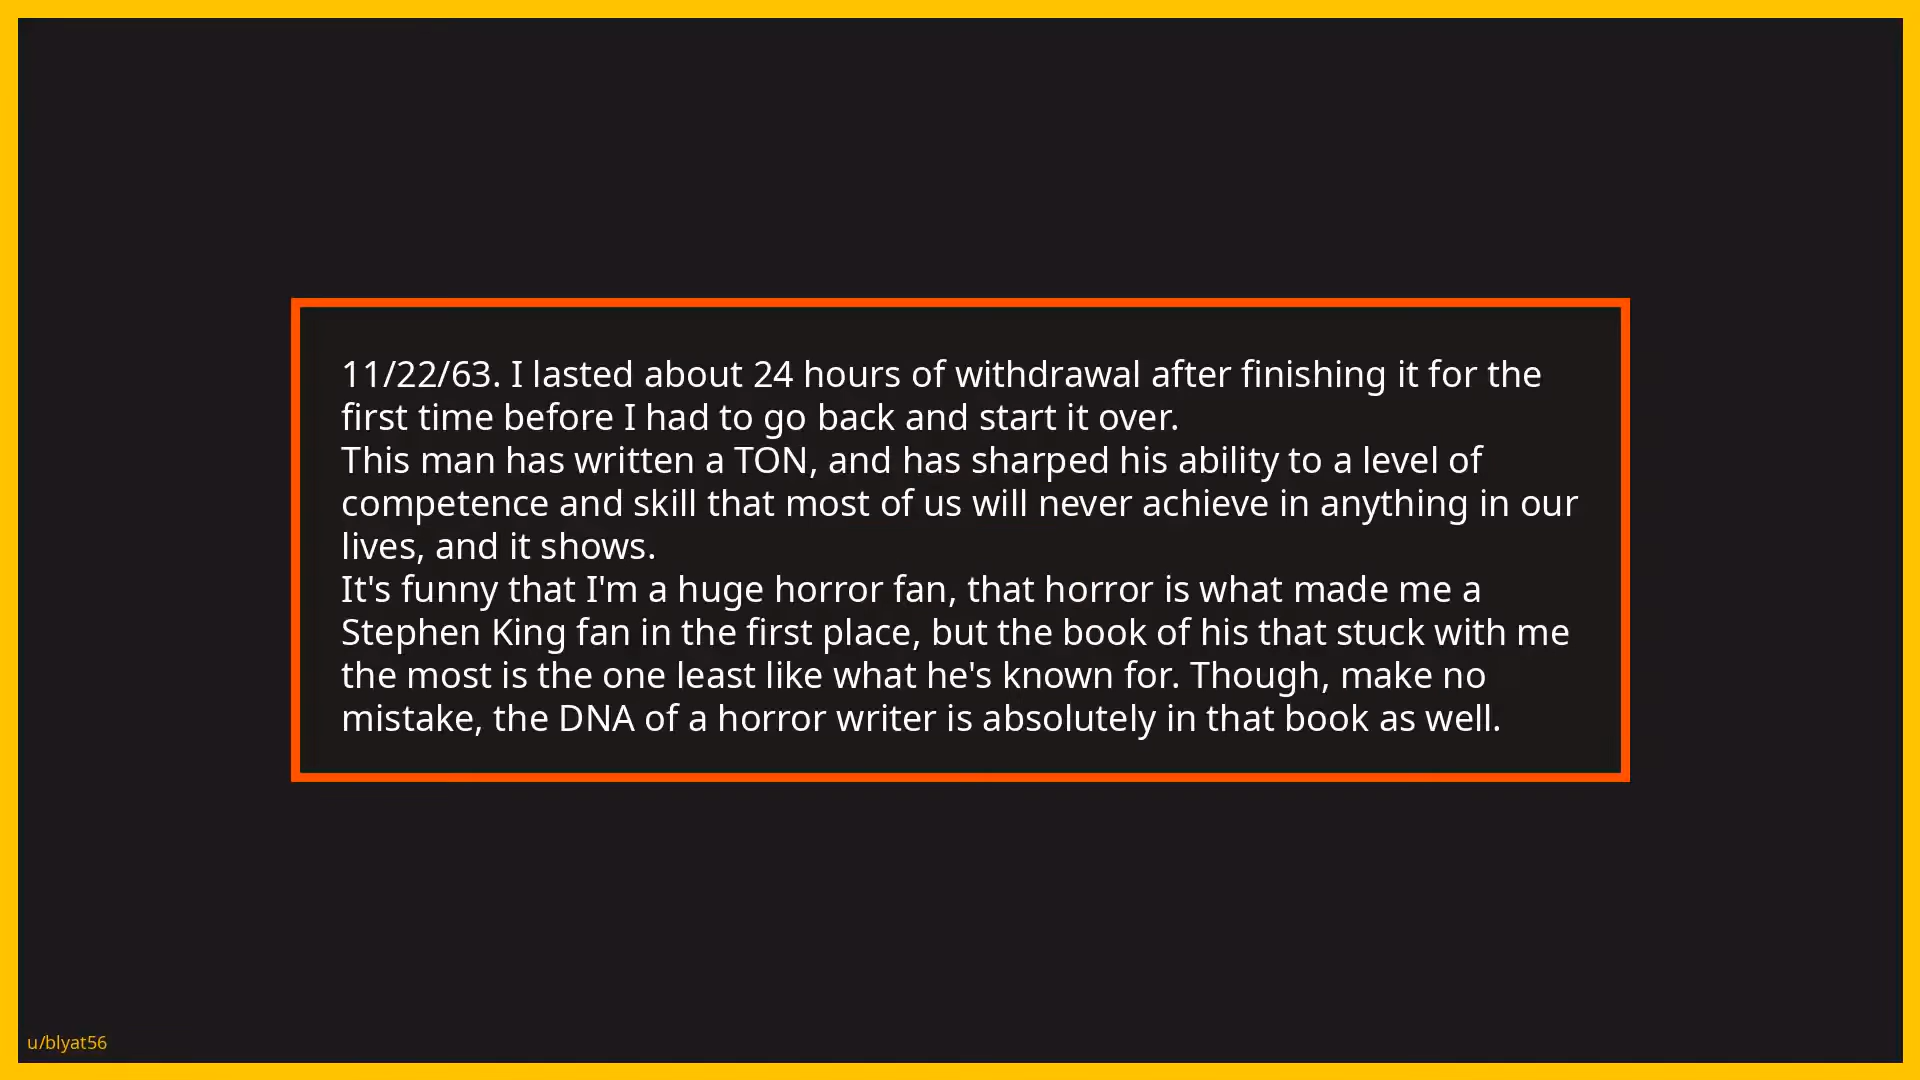 11/22/63. I lasted about 24 hours of withdrawal after finishing it for the
first time before I had to go back and start it over.
This man has written a TON, and has sharped his ability to a level of
competence and skill that most of us will never achieve in anything in our
lives, and it shows.
It's funny that I'm a huge horror fan, that horror is what made me a
Stephen King fan in the first place, but the book of his that stuck with me
the most is the one least like what he's known for. Though, make no
mistake, the DNA of a horror writer is absolutely in that book as well.
u/blyat56